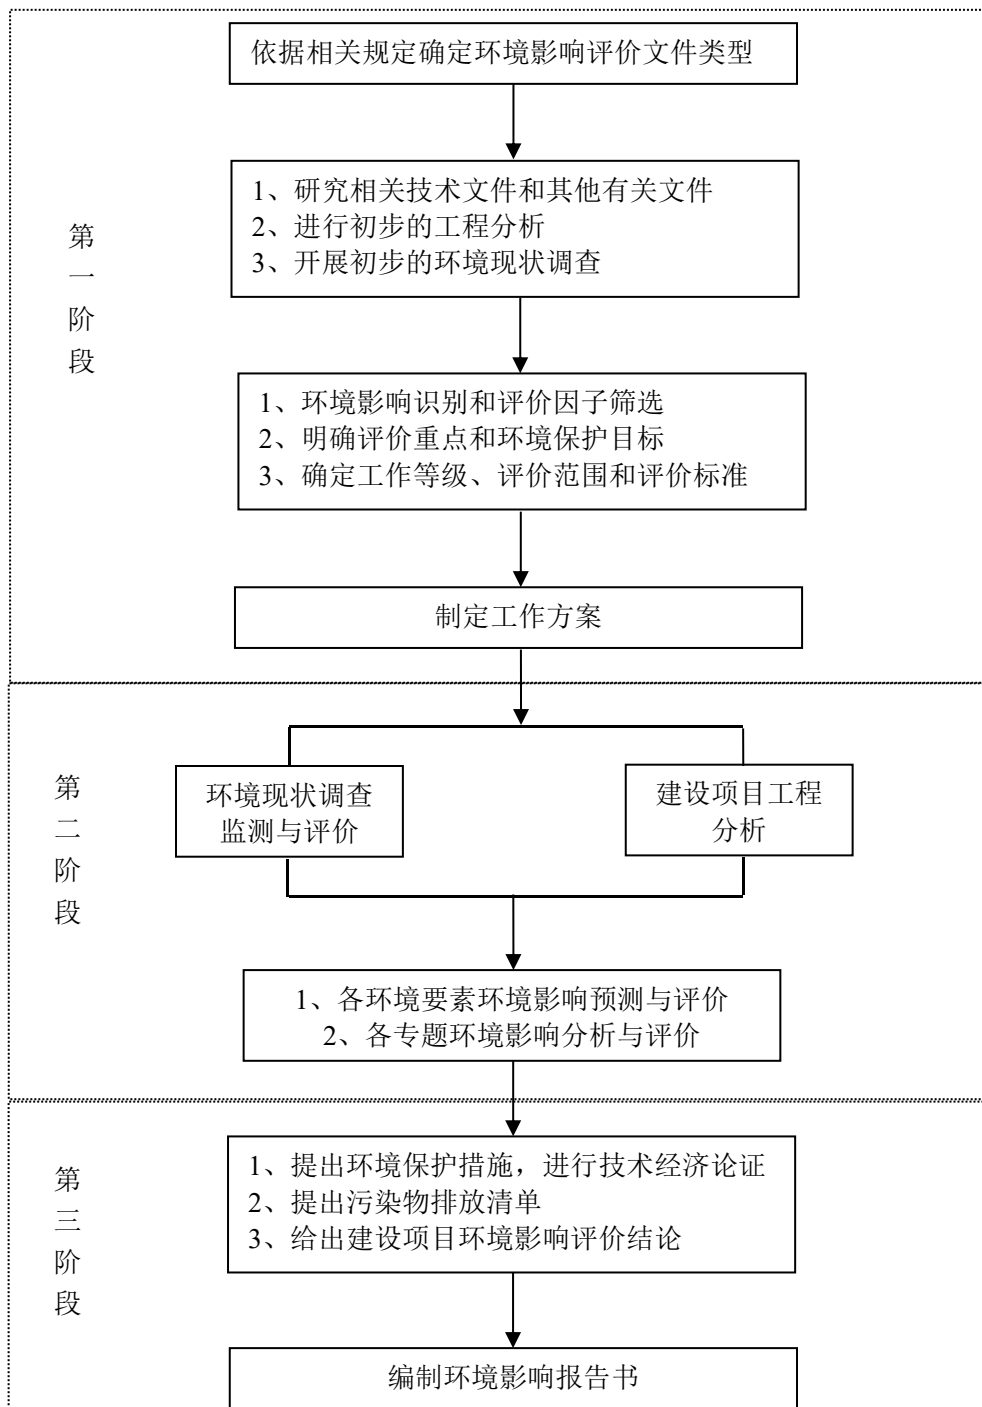 依据相关规定确定环境影响评价文件类型
1、研究相关技术文件和其他有关文件
2、进行初步的工程分析
3、开展初步的环境现状调查
第一阶段
1、环境影响识别和评价因子筛选
2、明确评价重点和环境保护目标
3、确定工作等级、评价范围和评价标准
制定工作方案
第二阶段
环境现状调查
监测与评价
建设项目工程
分析
1、各环境要素环境影响预测与评价
2、各专题环境影响分析与评价
第三阶段
1、提出环境保护措施，进行技术经济论证
2、提出污染物排放清单
3、给出建设项目环境影响评价结论
编制环境影响报告书